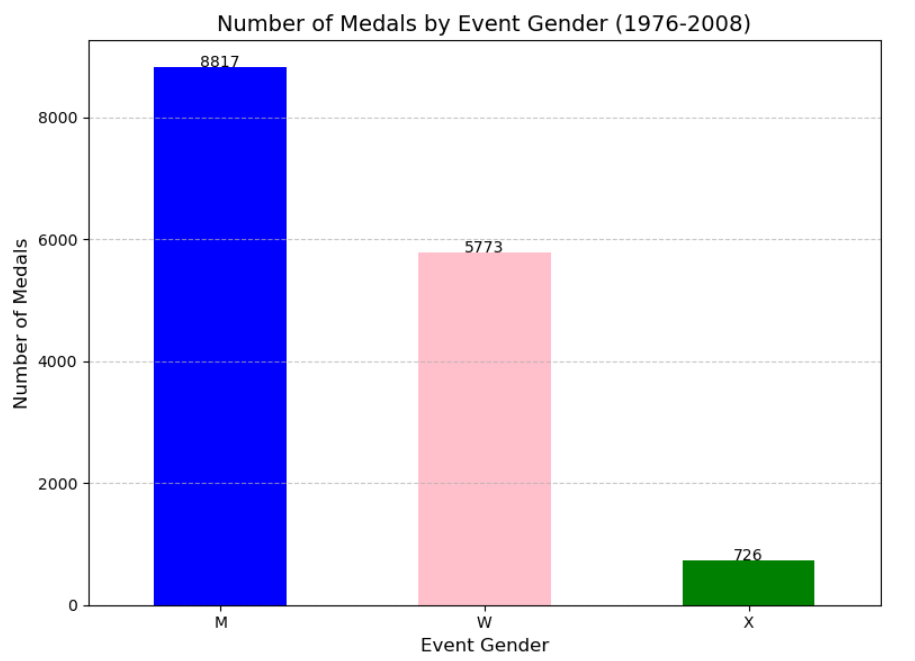 Number of Medals by Event Gender (1976-2008)
8817
8000
6000
5773
4000
2000
726
0
M W X
Number of Medals
Event Gender